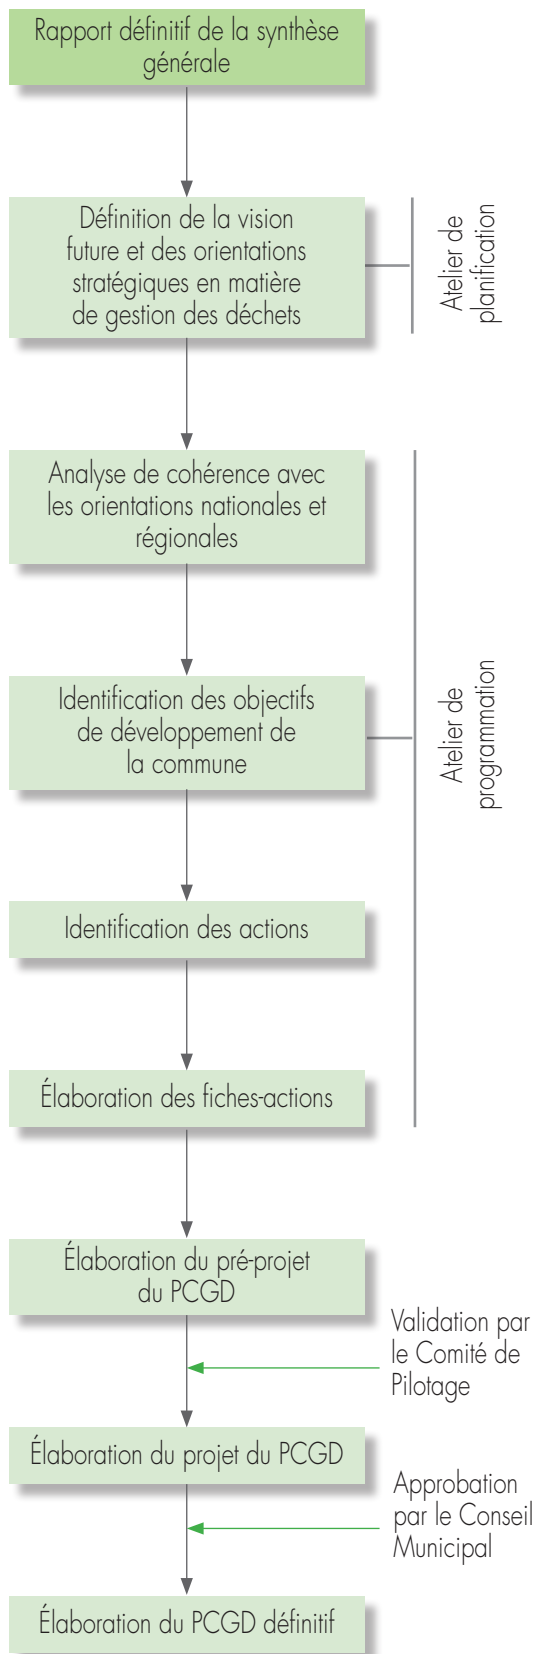 Rapport définitif de la synthèse
générale
Définition de la vision
future et des orientations
stratégiques en matière
de gestion des déchets
Atelier de
planification
Analyse de cohérence avec
les orientations nationales et
régionales
Identification des objectifs
de développement de
la commune
Atelier de
programmation
Identification des actions
Élaboration des fiches-actions
Élaboration du pré-projet
du PCGD
Validation par
le Comité de
Pilotage
Élaboration du projet du PCGD
Approbation
par le Conseil
Municipal
Élaboration du PCGD définitif